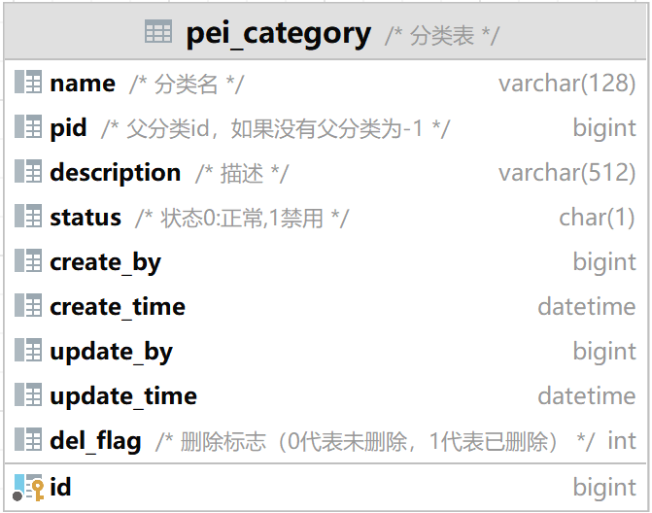 pei_category /* 分类表 */
name /* 分类名 */ varchar(128)
pid /* 父分类id，如果没有父分类为-1 */ bigint
description /* 描述 */ varchar(512)
status /* 状态0:正常,1禁用 */ char(1)
create_by bigint
create_time datetime
update_by bigint
update_time datetime
del_flag /* 删除标志（0代表未删除，1代表已删除） */ int
id bigint